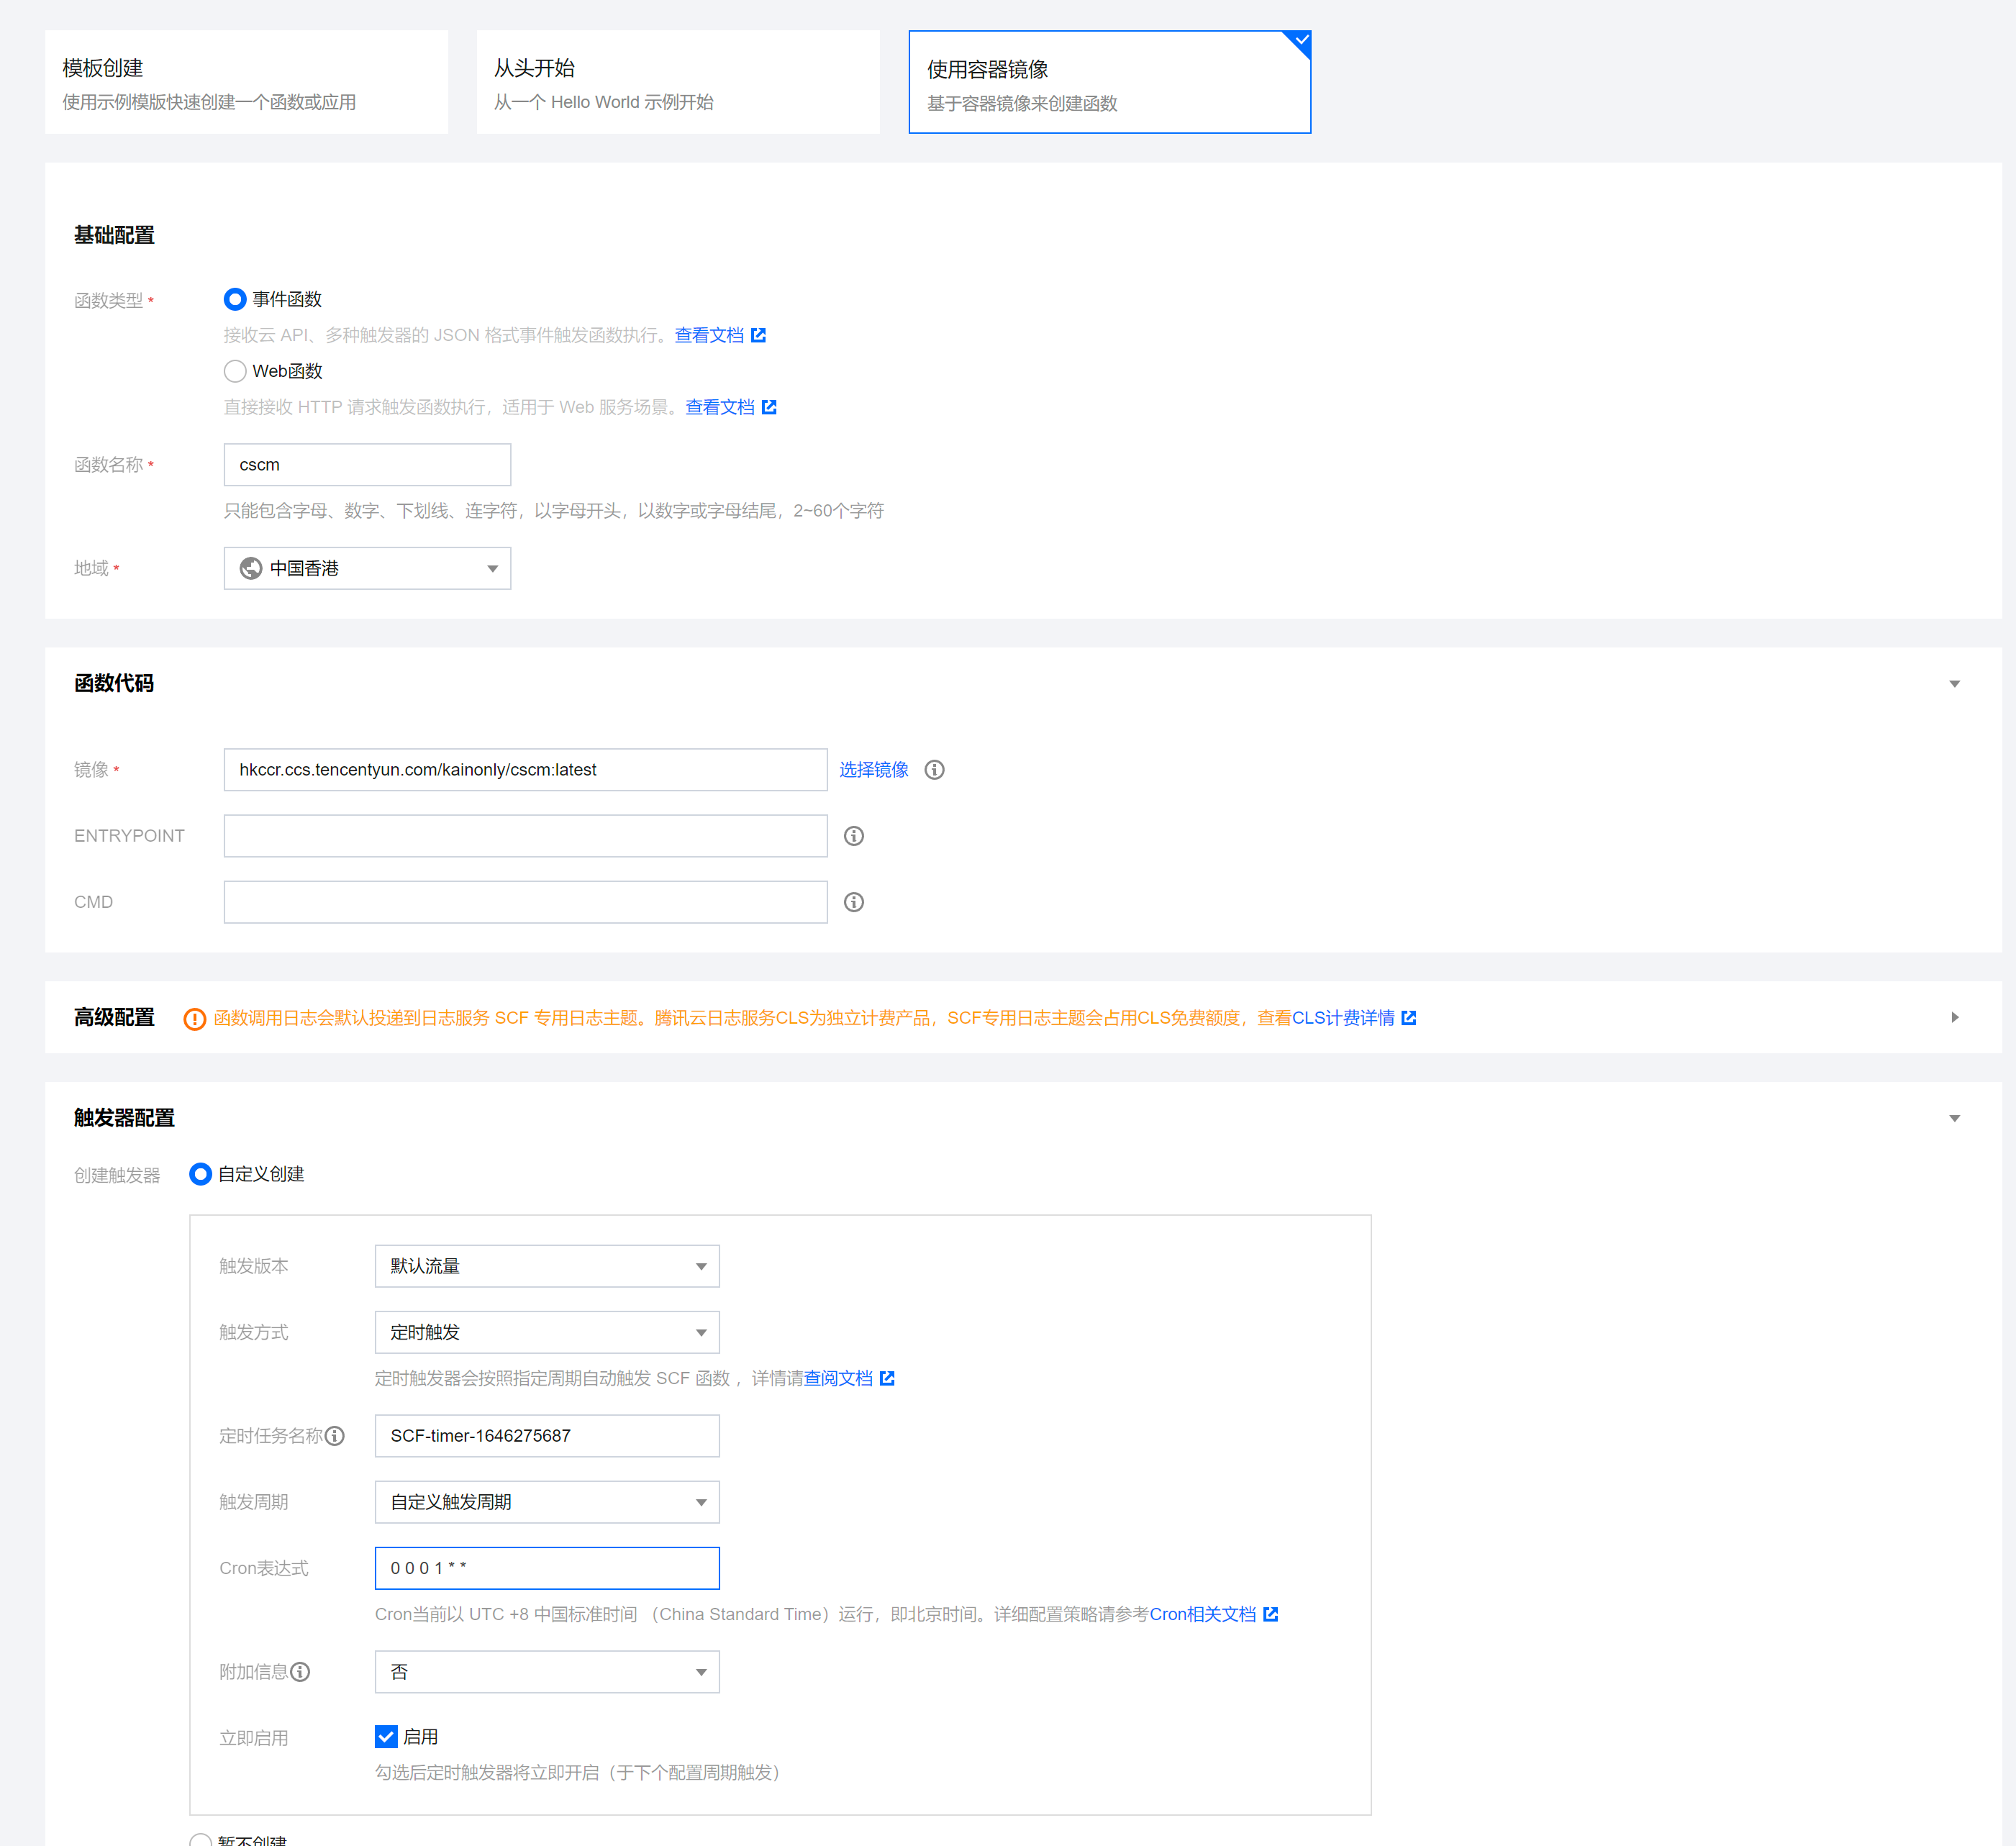 模板创建
使用示例模版快速创建一个函数或应用
从头开始
从一个 Hello World 示例开始
使用容器镜像
基于容器镜像来创建函数
基础配置
函数类型 *
事件函数
接收云 API、多种触发器的 JSON 格式事件触发函数执行。查看文档
Web函数
直接接收 HTTP 请求触发函数执行，适用于 Web 服务场景。查看文档
函数名称 *
cscm
只能包含字母、数字、下划线、连字符，以字母开头，以数字或字母结尾，2~60个字符
地域 *
中国香港
函数代码
镜像 *
hkccr.ccs.tencentyun.com/kainonly/cscm:latest
选择镜像
ENTRYPOINT
CMD
高级配置
函数调用日志会默认投递到日志服务 SCF 专用日志主题。腾讯云日志服务CLS为独立计费产品，SCF专用日志主题会占用CLS免费额度，查看CLS计费详情
触发器配置
创建触发器
自定义创建
触发版本
默认流量
触发方式
定时触发
定时触发器会按照指定周期自动触发 SCF 函数 ，详情请查阅文档
定时任务名称
SCF-timer-1646275687
触发周期
自定义触发周期
Cron表达式
0 0 0 1 * *
Cron当前以 UTC +8 中国标准时间 （China Standard Time）运行，即北京时间。详细配置策略请参考Cron相关文档
附加信息
否
立即启用
启用
勾选后定时触发器将立即开启（于下个配置周期触发）
暂不创建